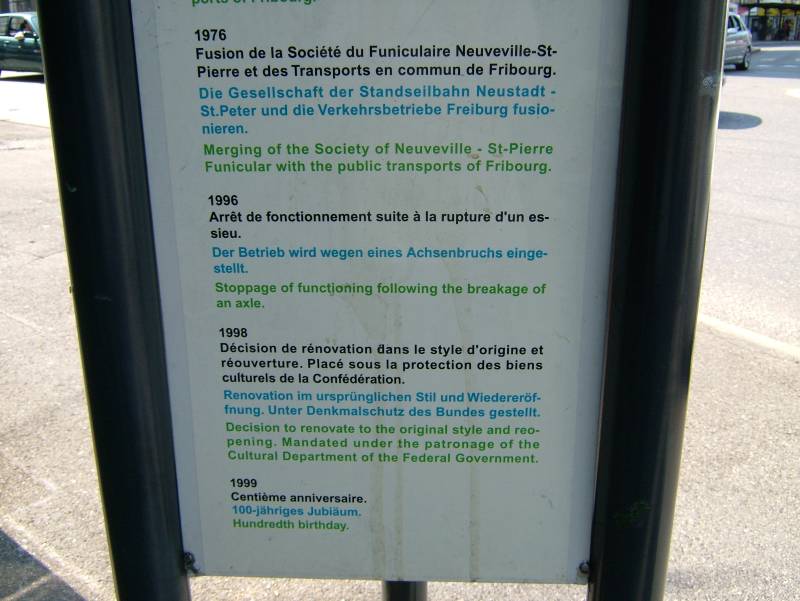 ports of Fribourg.
1976
Fusion de la Société du Funiculaire Neuveville-St-
Pierre et des Transports en commun de Fribourg.
Die Gesellschaft der Standseilbahn Neustadt -
St.Peter und die Verkehrsbetriebe Freiburg fusio-
nieren.
Merging of the Society of Neuveville - St-Pierre
Funicular with the public transports of Fribourg.
1996
Arrêt de fonctionnement suite à la rupture d'un es-
sieu.
Der Betrieb wird wegen eines Achsenbruchs einge-
stellt.
Stoppage of functioning following the breakage of
an axle.
1998
Décision de rénovation dans le style d'origine et
réouverture. Placé sous la protection des biens
culturels de la Confédération.
Renovation im ursprünglichen Stil und Wiedereröf-
fnung. Unter Denkmalschutz des Bundes gestellt.
Decision to renovate to the original style and reo-
pening. Mandated under the patronage of the
Cultural Department of the Federal Government.
1999
Centième anniversaire.
100-jähriges Jubiäum.
Hundredth birthday.